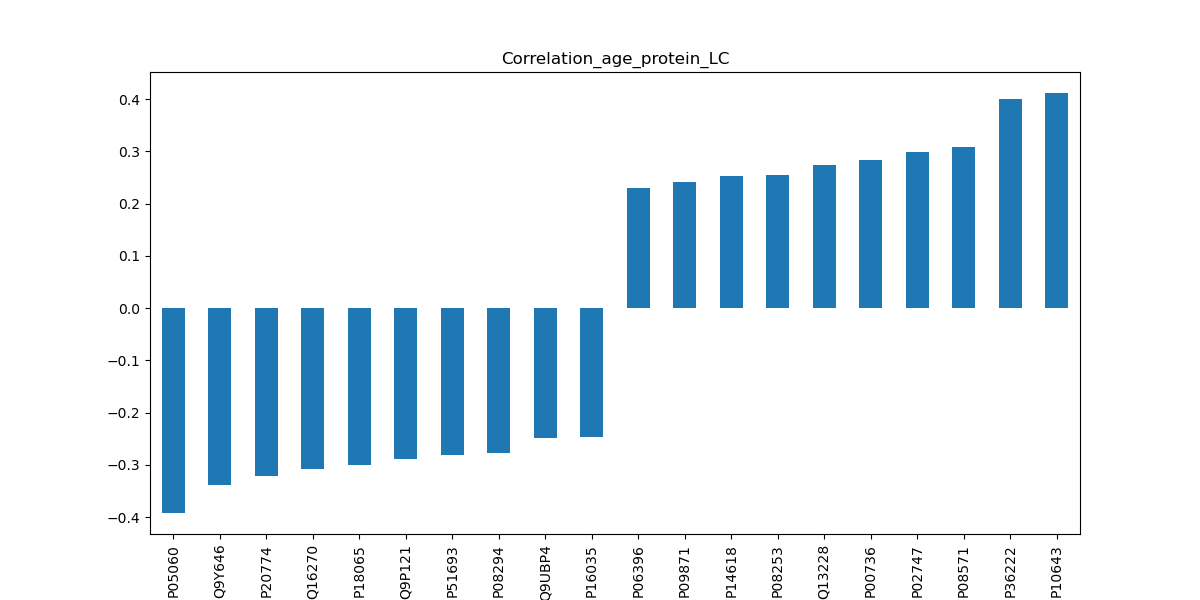 Correlation_age_protein_LC
0.4
0.3
0.2
0.1
0.0
−0.1
−0.2
−0.3
−0.4
P05060
Q9Y646
P20774
Q16270
P18065
Q9P121
P51693
P08294
Q9UBP4
P16035
P06396
P09871
P14618
P08253
Q13228
P00736
P02747
P08571
P36222
P10643